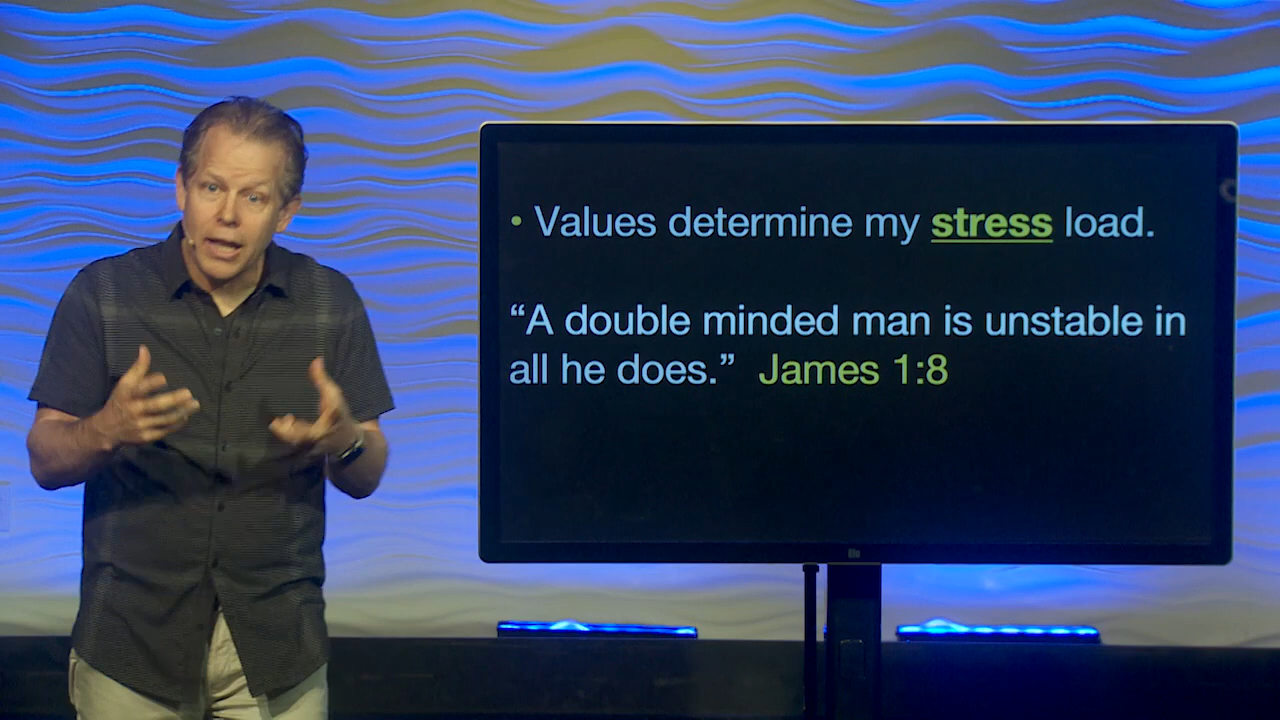 • Values determine my stress load.
“A double minded man is unstable in
all he does.”  James 1:8